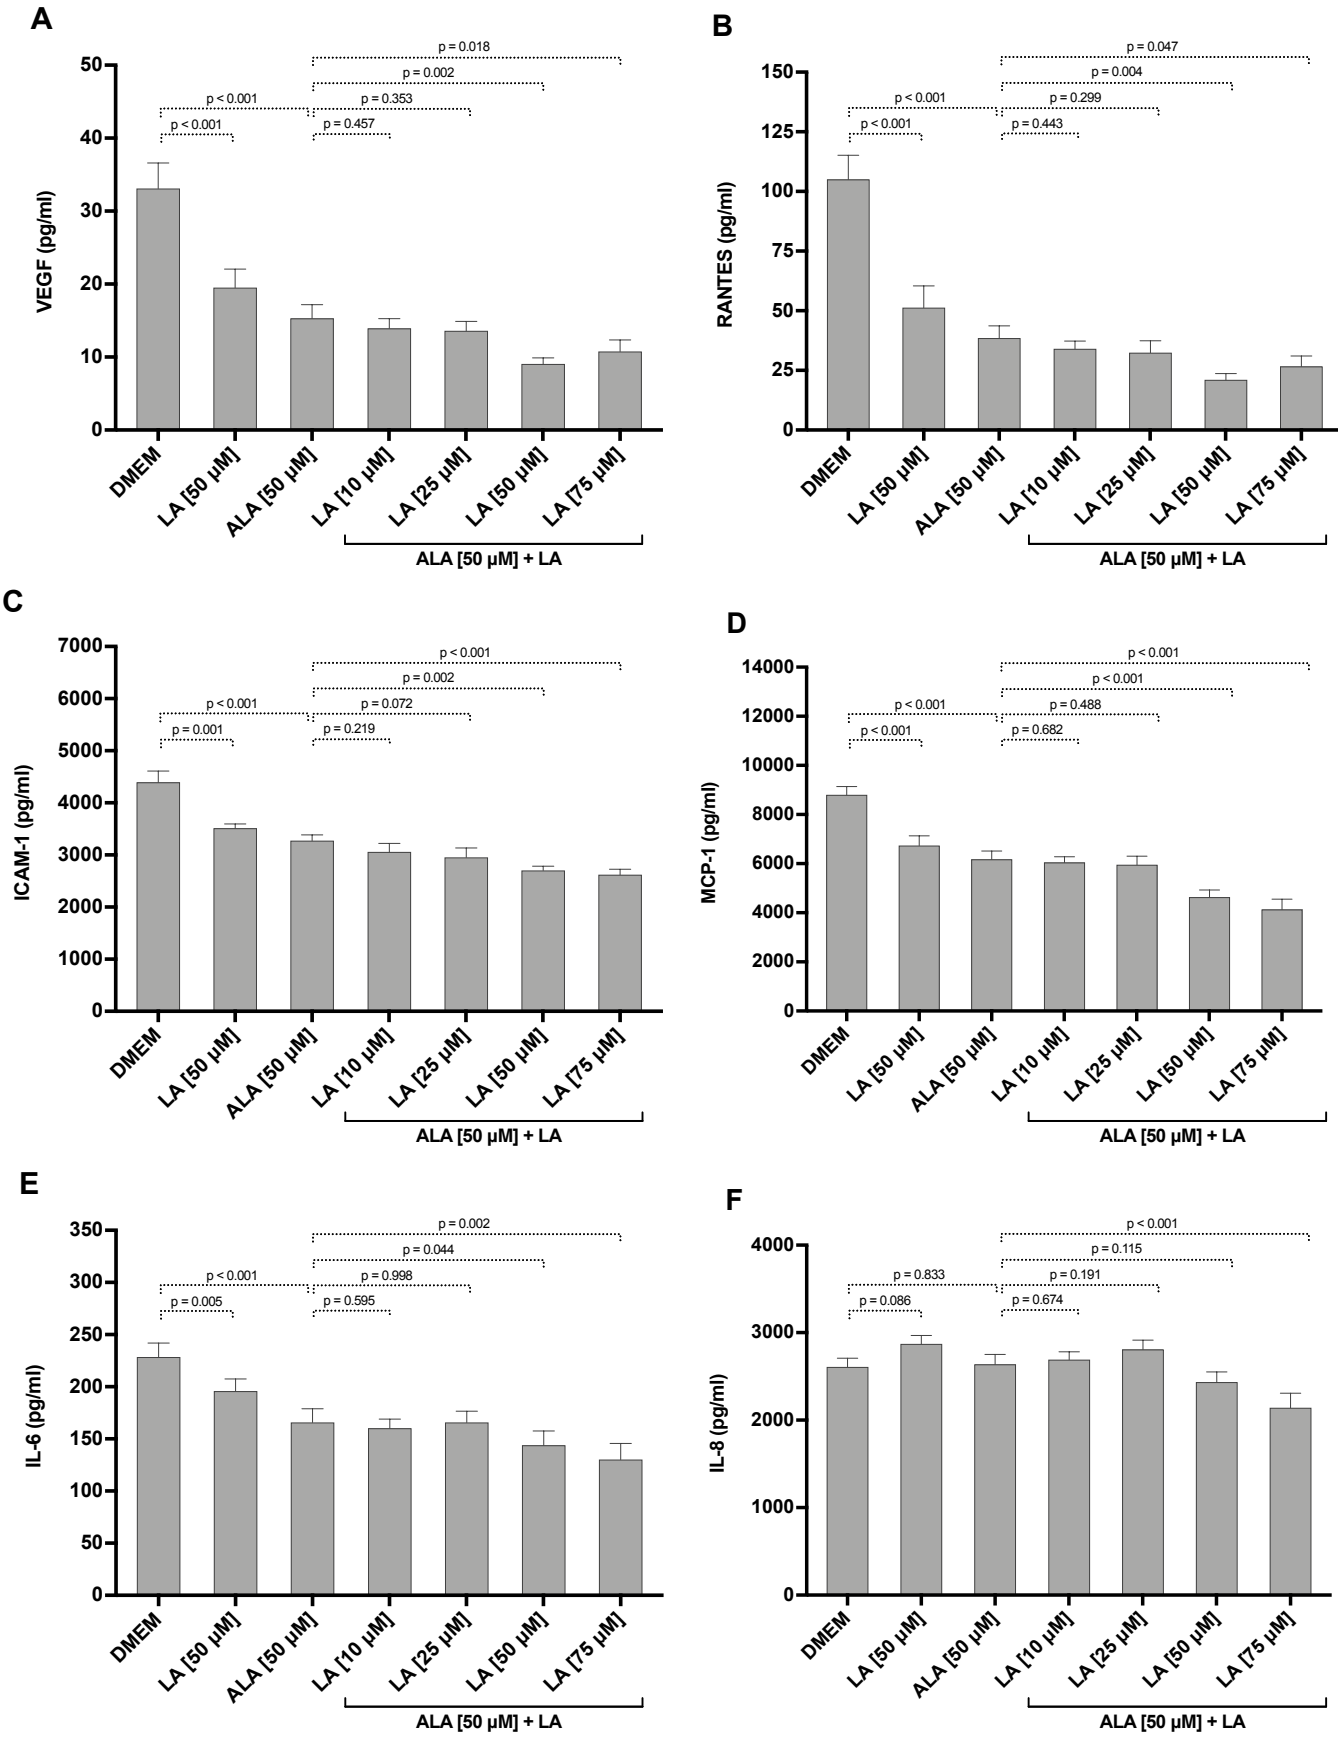 A
VEGF (pg/ml)
50
40
30
20
10
0
p = 0.018
p = 0.002
p < 0.001
p = 0.353
p < 0.001
p = 0.457
DMEM
LA [50 µM]
ALA [50 µM]
LA [10 µM]
LA [25 µM]
LA [50 µM]
LA [75 µM]
ALA [50 µM] + LA
B
RANTES (pg/ml)
150
125
100
75
50
25
0
p = 0.047
p = 0.004
p < 0.001
p = 0.299
p < 0.001
p = 0.443
DMEM
LA [50 µM]
ALA [50 µM]
LA [10 µM]
LA [25 µM]
LA [50 µM]
LA [75 µM]
ALA [50 µM] + LA
C
ICAM-1 (pg/ml)
7000
6000
5000
4000
3000
2000
1000
0
p < 0.001
p = 0.002
p < 0.001
p = 0.072
p = 0.001
p = 0.219
DMEM
LA [50 µM]
ALA [50 µM]
LA [10 µM]
LA [25 µM]
LA [50 µM]
LA [75 µM]
ALA [50 µM] + LA
D
MCP-1 (pg/ml)
14000
12000
10000
8000
6000
4000
2000
0
p < 0.001
p < 0.001
p < 0.001
p = 0.488
p < 0.001
p = 0.682
DMEM
LA [50 µM]
ALA [50 µM]
LA [10 µM]
LA [25 µM]
LA [50 µM]
LA [75 µM]
ALA [50 µM] + LA
E
IL-6 (pg/ml)
350
300
250
200
150
100
50
0
p = 0.002
p = 0.044
p < 0.001
p = 0.998
p = 0.005
p = 0.595
DMEM
LA [50 µM]
ALA [50 µM]
LA [10 µM]
LA [25 µM]
LA [50 µM]
LA [75 µM]
ALA [50 µM] + LA
F
IL-8 (pg/ml)
4000
3000
2000
1000
0
p < 0.001
p = 0.115
p = 0.833
p = 0.191
p = 0.086
p = 0.674
DMEM
LA [50 µM]
ALA [50 µM]
LA [10 µM]
LA [25 µM]
LA [50 µM]
LA [75 µM]
ALA [50 µM] + LA